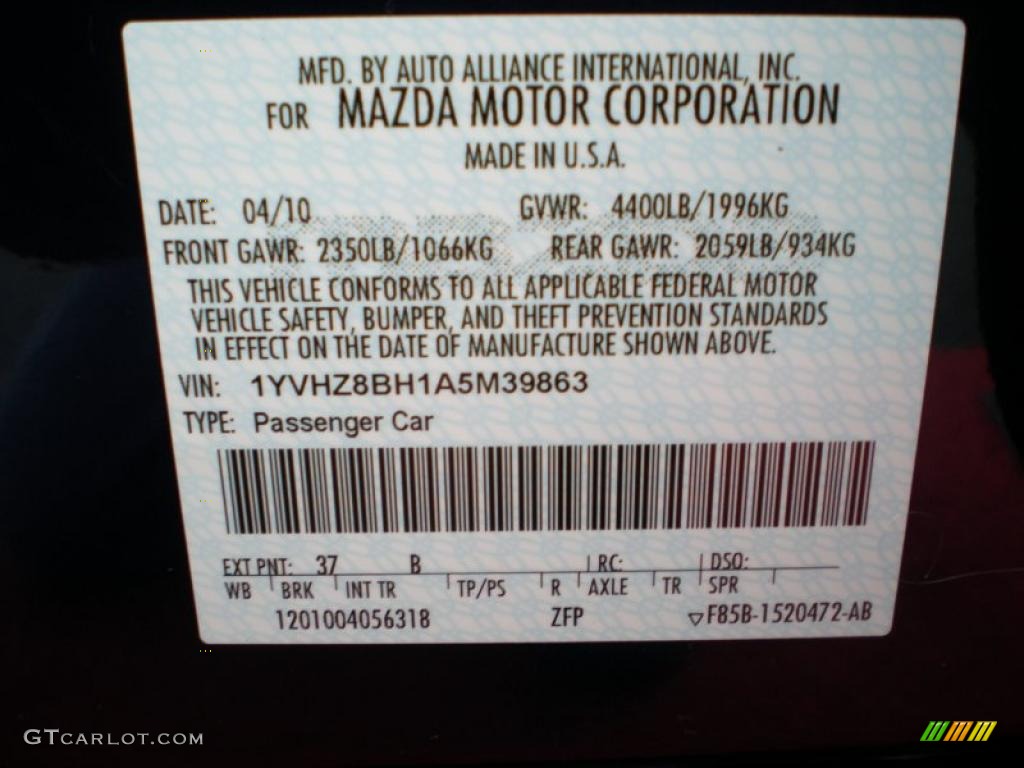 MFD. BY AUTO ALLIANCE INTERNATIONAL, INC.
FOR MAZDA MOTOR CORPORATION
MADE IN U.S.A.
DATE: 04/10 GVWR: 4400LB/1996KG
FRONT GAWR: 2350LB/1066KG REAR GAWR: 2059LB/934KG
THIS VEHICLE CONFORMS TO ALL APPLICABLE FEDERAL MOTOR
VEHICLE SAFETY, BUMPER, AND THEFT PREVENTION STANDARDS
IN EFFECT ON THE DATE OF MANUFACTURE SHOWN ABOVE.
VIN: 1YVHZ8BH1A5M39863
TYPE: Passenger Car
EXT PNT: 37 B RC: DSO:
WB BRK INT TR TP/PS R AXLE TR SPR
1201004056318 ZFP ▽F85B-1520472-AB
GTCARLOT.COM